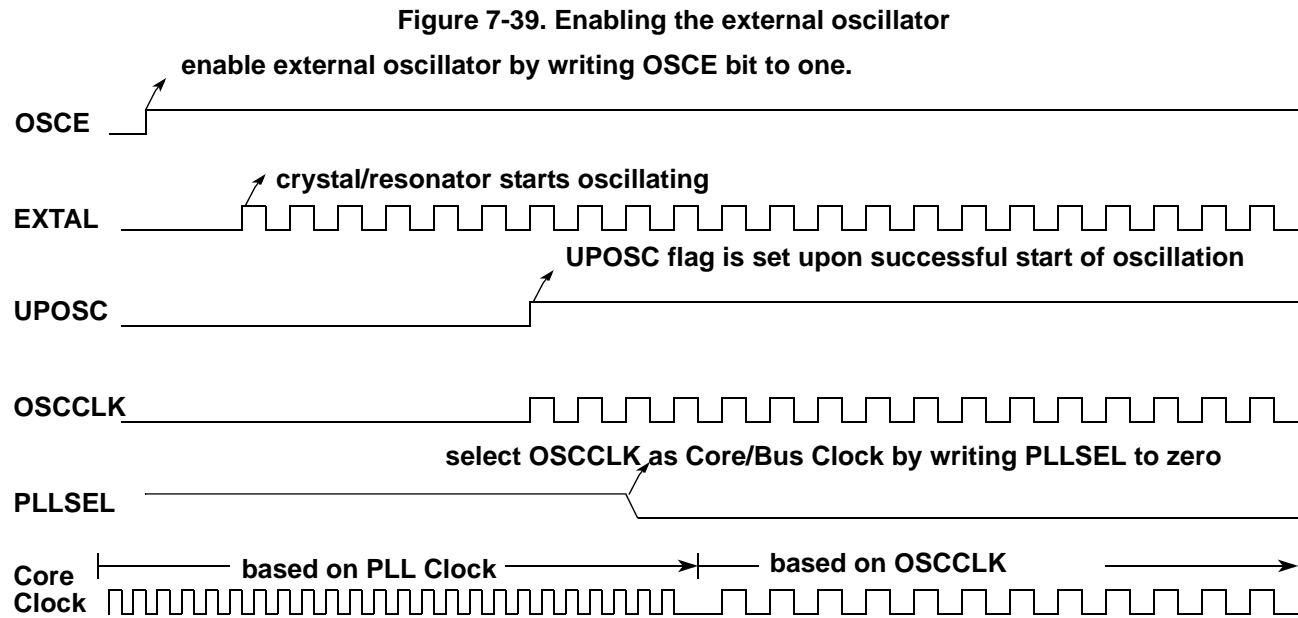 Figure 7-39. Enabling the external oscillator
enable external oscillator by writing OSCE bit to one.
OSCE
crystal/resonator starts oscillating
EXTAL
UPOSC flag is set upon successful start of oscillation
UPOSC
OSCCLK
select OSCCLK as Core/Bus Clock by writing PLLSEL to zero
PLLSEL
based on PLL Clock
based on OSCCLK
Core
Clock